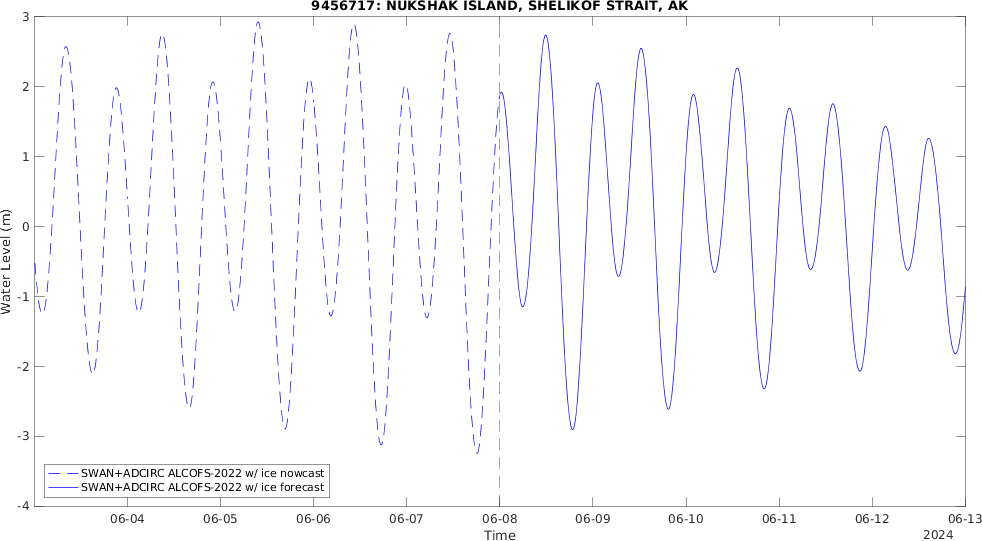 9456717: NUKSHAK ISLAND, SHELIKOF STRAIT, AK
3
2
1
0
-1
-2
-3
-4
Water Level (m)
SWAN+ADCIRC ALCOFS-2022 w/ ice nowcast
SWAN+ADCIRC ALCOFS-2022 w/ ice forecast
06-04 06-05 06-06 06-07 06-08 06-09 06-10 06-11 06-12 06-13
Time
2024